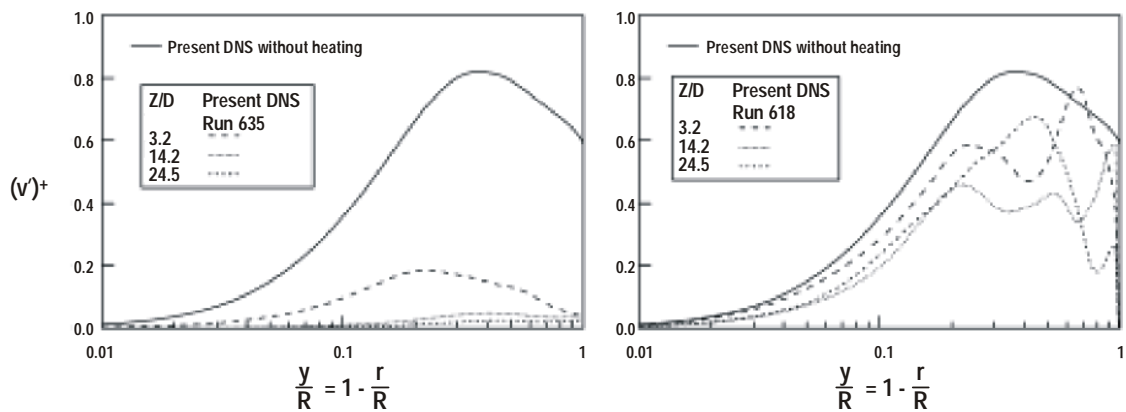 1.0
0.8
0.6
0.4
0.2
0.0
(v')+
Present DNS without heating
Z/D Present DNS
Run 635
3.2
14.2
24.5
0.01
0.1
1
y/R = 1 - r/R
1.0
0.8
0.6
0.4
0.2
0.0
Present DNS without heating
Z/D Present DNS
Run 618
3.2
14.2
24.5
0.01
0.1
1
y/R = 1 - r/R